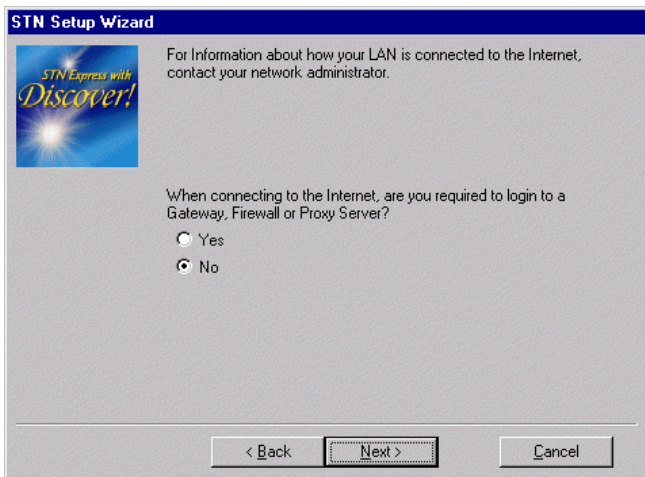 STN Setup Wizard
STN Express with
Discover!
For Information about how your LAN is connected to the Internet,
contact your network administrator.
When connecting to the Internet, are you required to login to a
Gateway, Firewall or Proxy Server?
Yes
No
< Back
Next >
Cancel